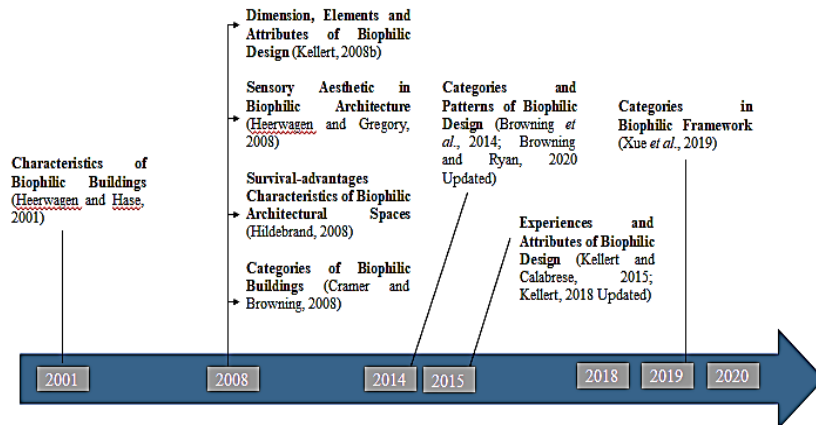 Dimension, Elements and
Attributes of Biophilic
Design (Kellert, 2008b)
Sensory Aesthetic in
Biophilic Architecture
(Heerwagen and Gregory,
2008)
Survival-advantages
Characteristics of Biophilic
Architectural Spaces
(Hildebrand, 2008)
Categories of Biophilic
Buildings (Cramer and
Browning, 2008)
Characteristics of
Biophilic Buildings
(Heerwagen and Hase,
2001)
Categories and
Patterns of Biophilic
Design (Browning et
al., 2014; Browning
and Ryan, 2020
Updated)
Experiences and
Attributes of Biophilic
Design (Kellert and
Calabrese, 2015;
Kellert, 2018 Updated)
Categories in
Biophilic Framework
(Xue et al., 2019)
2001
2008
2014
2015
2018
2019
2020